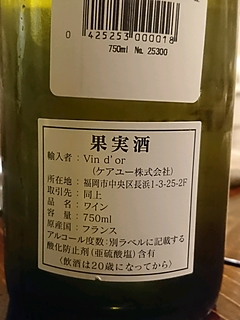 0 425253 000018
750ml No. 25300
果実酒
輸入者：Vin d'or
（ケアユー株式会社）
所在地：福岡市中央区長浜1-3-25-2F
取引先：同上
品 名：ワイン
容 量：750ml
原産国：フランス
アルコール度数：別ラベルに記載する
酸化防止剤（亜硫酸塩）含有
（飲酒は20歳になってから）